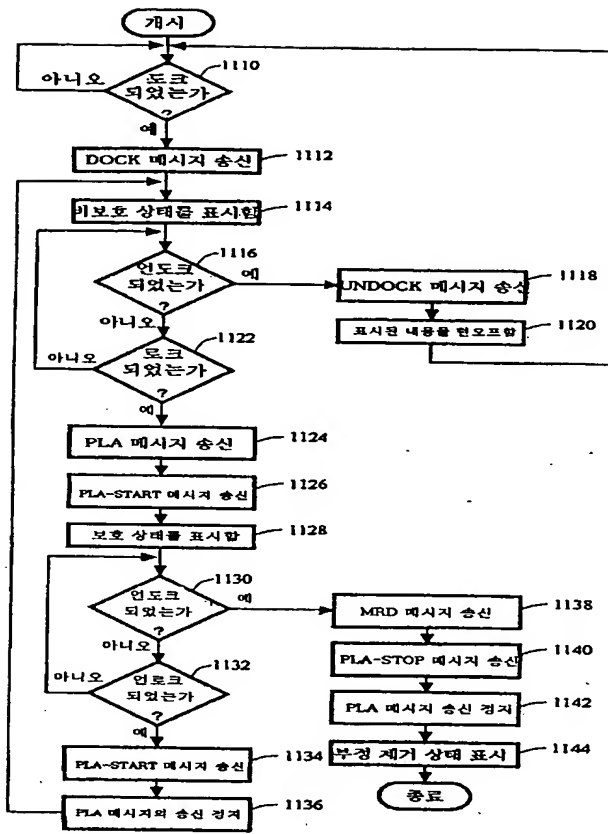 개시
도크
되었는가
?
1110
아니오
예
DOCK 메시지 송신
1112
비보호 상태를 표시함
1114
언도크
되었는가
?
1116
예
아니오
UNDOCK 메시지 송신
1118
표시된 내용을 턴오프함
1120
로크
되었는가
?
1122
아니오
예
PLA 메시지 송신
1124
PLA-START 메시지 송신
1126
보호 상태를 표시함
1128
언도크
되었는가
?
1130
예
아니오
MRD 메시지 송신
1138
언로크
되었는가
?
1132
아니오
예
PLA-STOP 메시지 송신
1140
PLA 메시지 송신 정지
1142
부정 제거 상태 표시
1144
종료
PLA-START 메시지 송신
1134
PLA 메시지의 송신 정지
1136